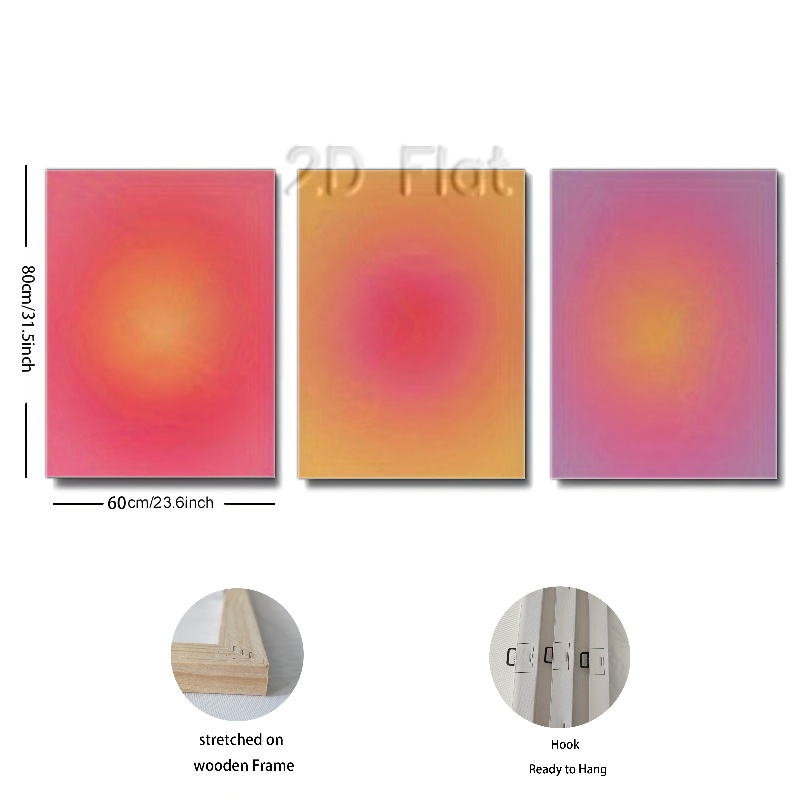 2D Flat
80cm/31.5inch
60cm/23.6inch
stretched on
wooden Frame
Hook
Ready to Hang